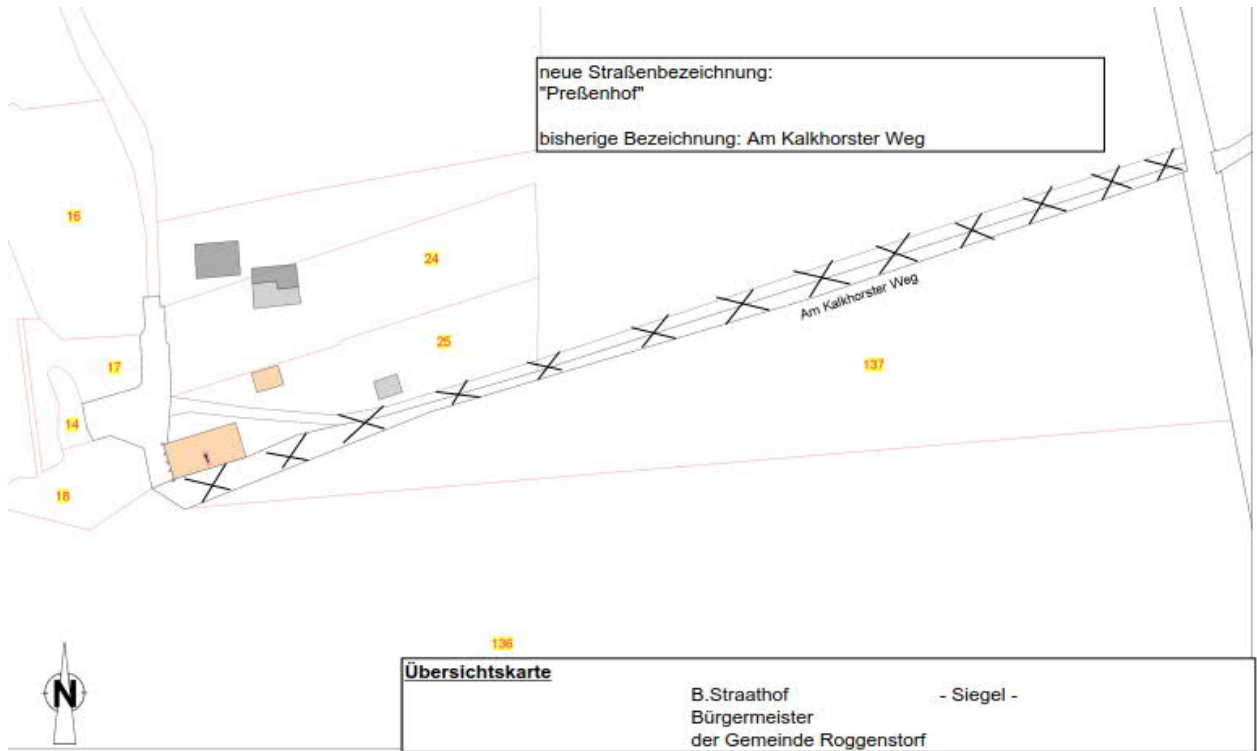 neue Straßenbezeichnung:
"Preßenhof"
bisherige Bezeichnung: Am Kalkhorster Weg
16
24
Am Kalkhorster Weg
25
17
137
14
1
18
136
N
Übersichtskarte
B.Straathof - Siegel -
Bürgermeister
der Gemeinde Roggenstorf